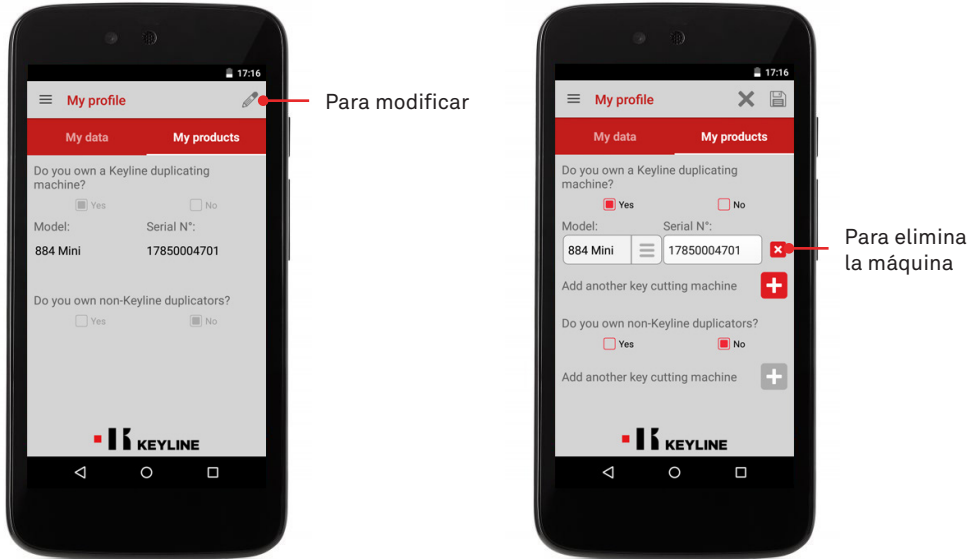 17:16
My profile
My data My products
Do you own a Keyline duplicating
machine?
Yes No
Model: Serial N°:
884 Mini 17850004701
Do you own non-Keyline duplicators?
Yes No
KEYLINE
Para modificar
17:16
My profile
My data My products
Do you own a Keyline duplicating
machine?
Yes No
Model: Serial N°:
884 Mini 17850004701
Add another key cutting machine
Do you own non-Keyline duplicators?
Yes No
Add another key cutting machine
KEYLINE
Para elimina
la máquina